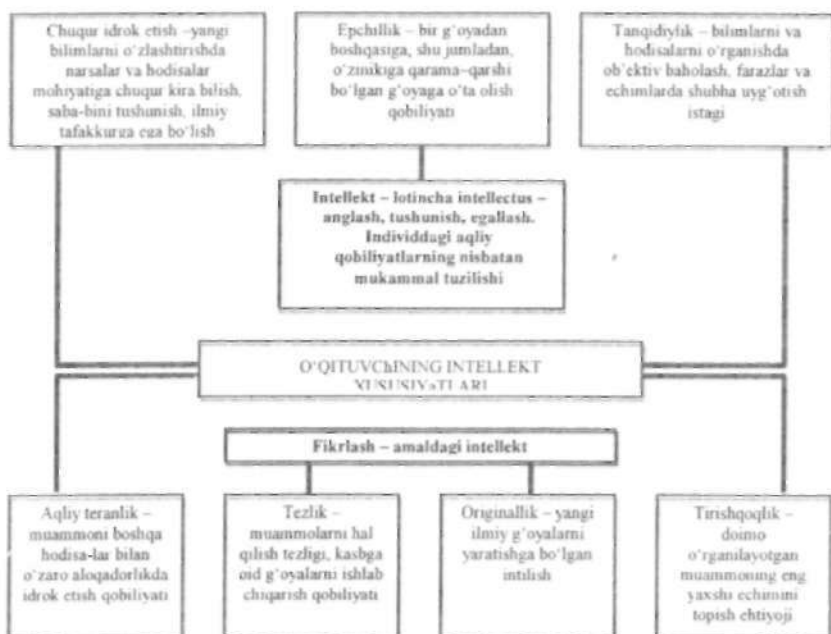 Chuqur idrok etish –yangi
bilimlarni o‘zlashtirishda
narsalar va hodisalar
mohiyatiga chuqur kira bilish,
saba-bini tushunish, ilmiy
tafakkurga ega bo‘lish
Epchillik – bir g‘oyadan
boshqasiga, shu jumladan,
o‘zinikiga qarama–qarshi
bo‘lgan g‘oyaga o‘ta olish
qobiliyati
Tanqidiylik – bilimlarni va
hodisalarni o‘rganishda
ob’ektiv baholash, farazlar va
echimlarda shubha uyg‘otish
istagi
Intellekt – lotincha intellectus –
anglash, tushunish, egallash.
Individdagi aqliy
qobiliyatlarning nisbatan
mukammal tuzilishi
O‘QITUVChINING INTELLEKT
XUSUSIYaTLARI
Fikrlash – amaldagi intellekt
Aqliy teranlik –
muammoni boshqa
hodisa-lar bilan
o‘zaro aloqadorlikda
idrok etish qobiliyati
Tezlik –
muammolarni hal
qilish tezligi, kasbga
oid g‘oyalarni ishlab
chiqarish qobiliyati
Originallik – yangi
ilmiy g‘oyalarni
yaratishga bo‘lgan
intilish
Tirishqoqlik –
doimo
o‘rganilayotgan
muammoning eng
yaxshi echimini
topish ehtiyoji